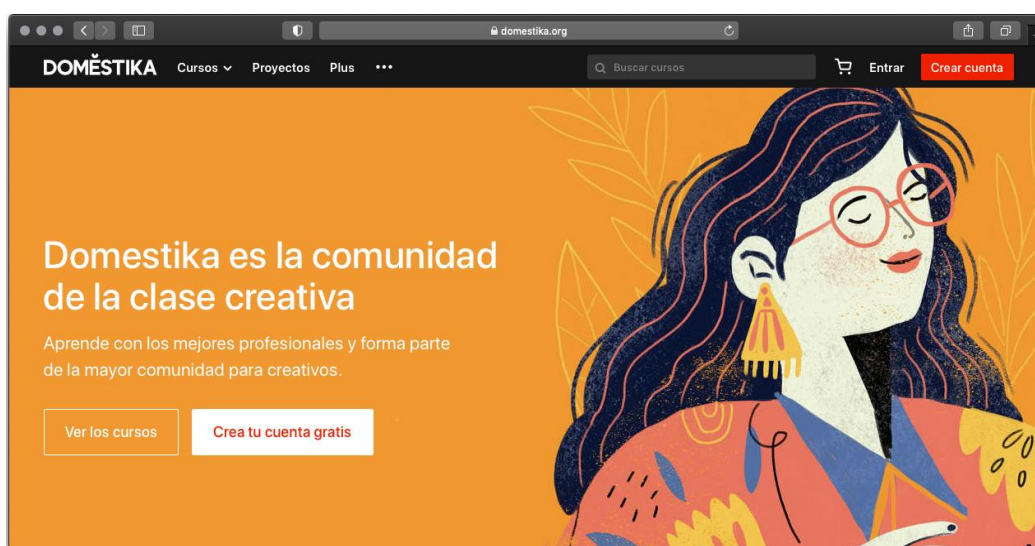 domestika.org
DOMĚSTIKA Cursos Proyectos Plus ••• Buscar cursos Entrar Crear cuenta
Domestika es la comunidad
de la clase creativa
Aprende con los mejores profesionales y forma parte
de la mayor comunidad para creativos.
Ver los cursos Crea tu cuenta gratis